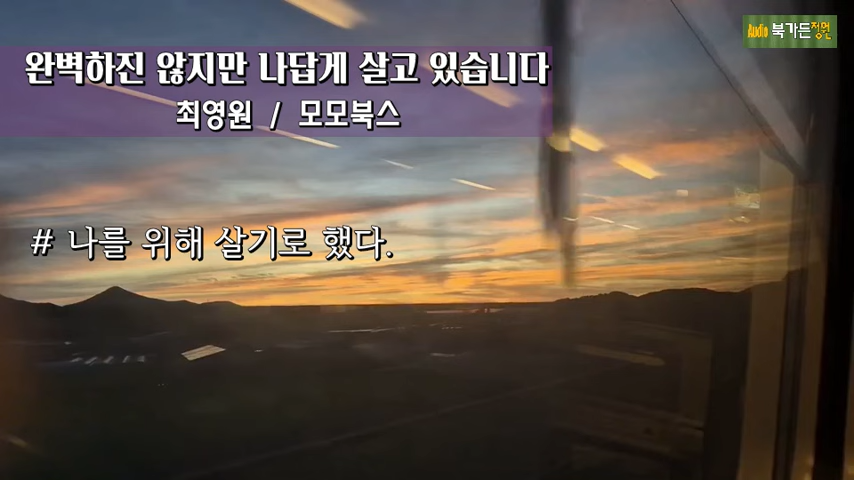 Audio 북가든정원
완벽하진 않지만 나답게 살고 있습니다
최영원 / 모모북스
# 나를 위해 살기로 했다.